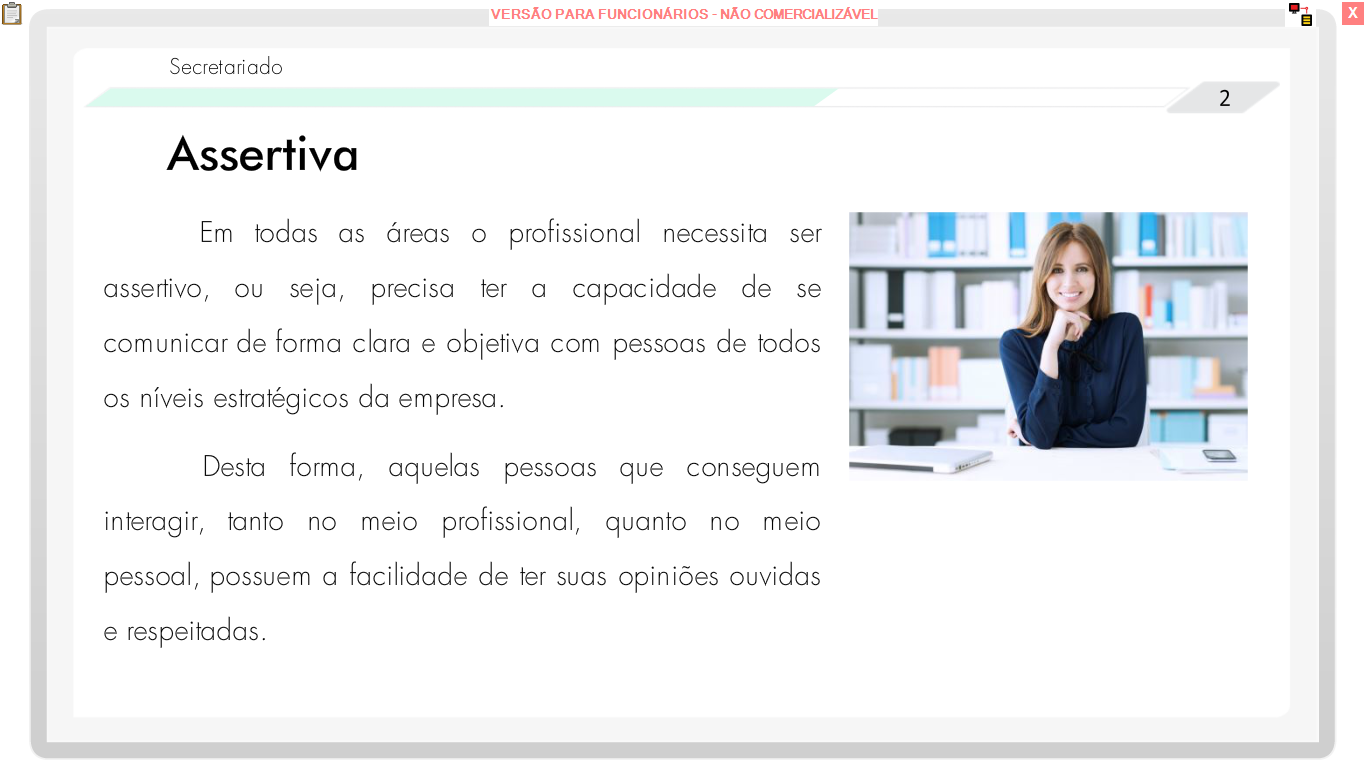 VERSÃO PARA FUNCIONÁRIOS - NÃO COMERCIALIZÁVEL
X
Secretariado
2
Assertiva
Em todas as áreas o profissional necessita ser
assertivo, ou seja, precisa ter a capacidade de se
comunicar de forma clara e objetiva com pessoas de todos
os níveis estratégicos da empresa.
Desta forma, aquelas pessoas que conseguem
interagir, tanto no meio profissional, quanto no meio
pessoal, possuem a facilidade de ter suas opiniões ouvidas
e respeitadas.